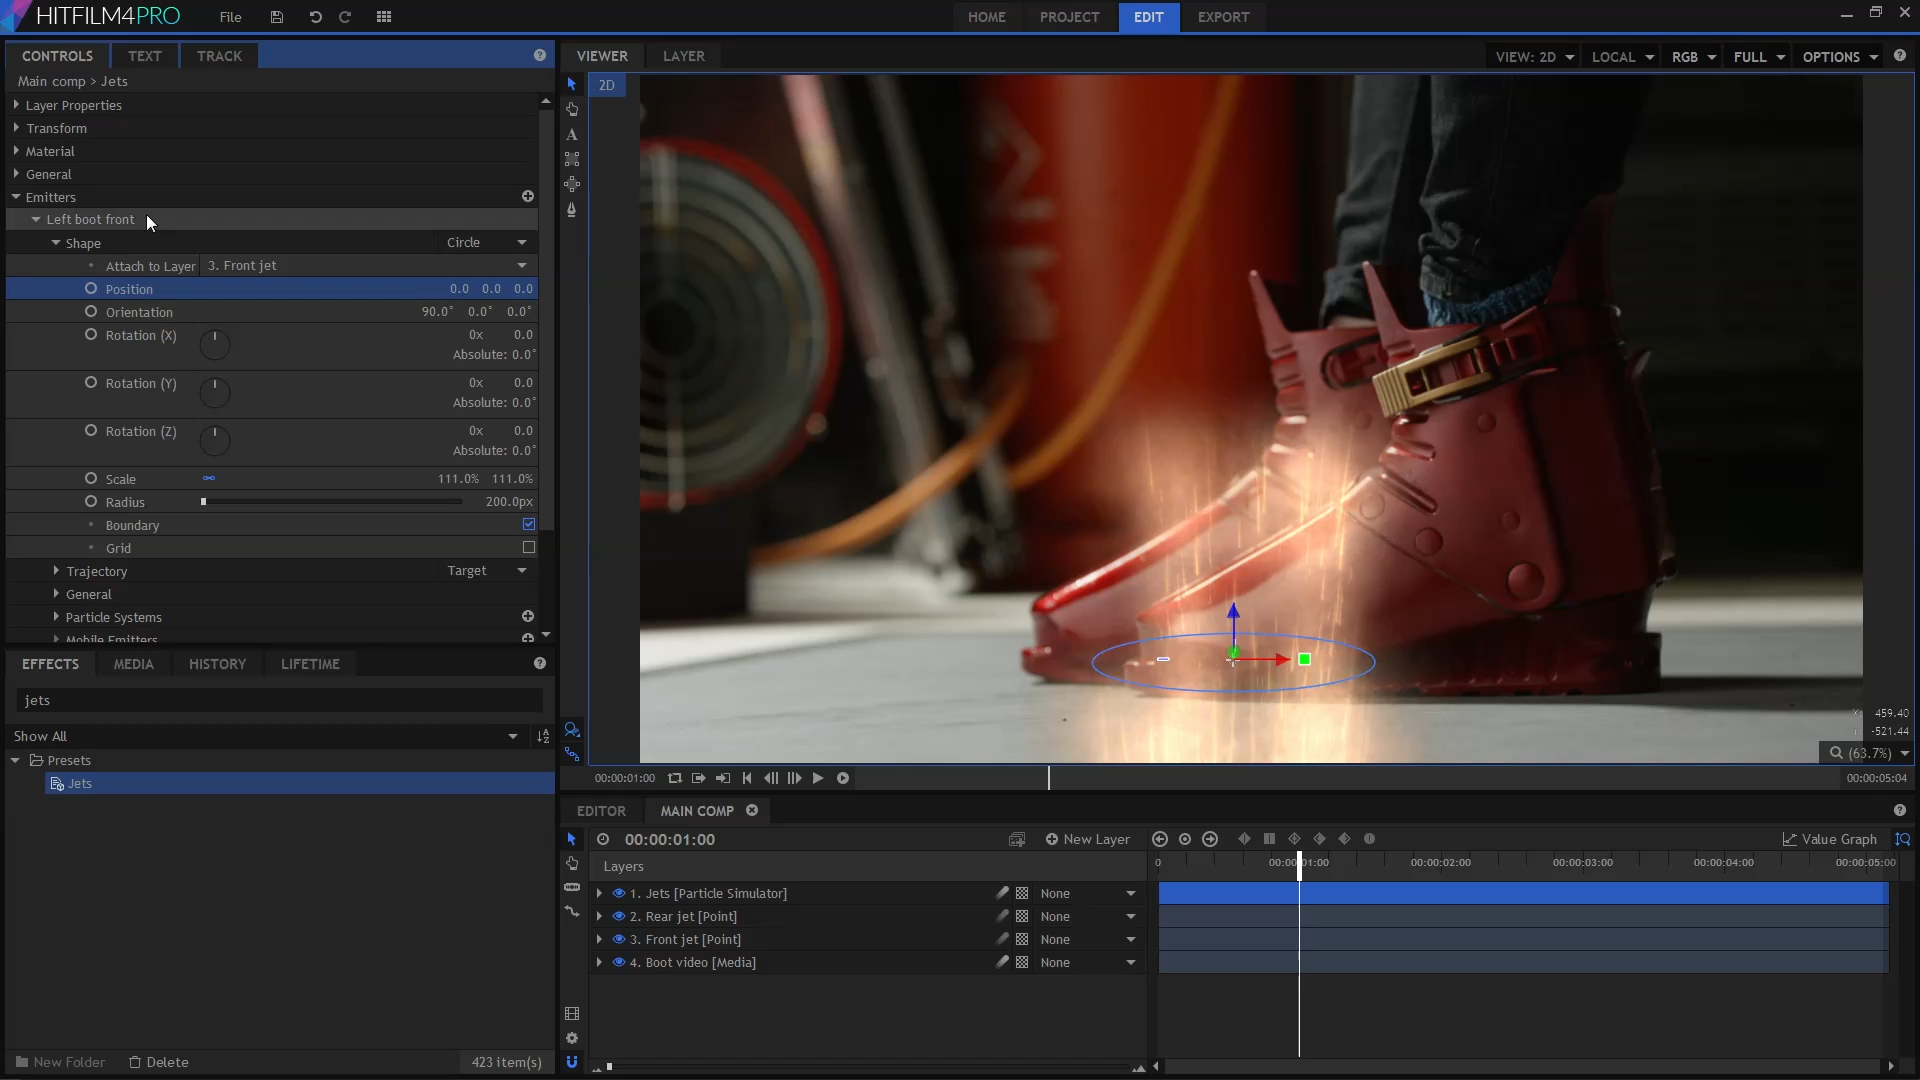 HITFILM4PRO File HOME PROJECT EDIT EXPORT
CONTROLS TEXT TRACK
Main comp > Jets
Layer Properties
Transform
Material
General
Emitters
Left boot front
Shape Circle
Attach to Layer 3. Front jet
Position 0.0 0.0 0.0
Orientation 90.0° 0.0° 0.0°
Rotation (X) 0x 0.0
Absolute: 0.0°
Rotation (Y) 0x 0.0
Absolute: 0.0°
Rotation (Z) 0x 0.0
Absolute: 0.0°
Scale 111.0% 111.0%
Radius 200.0px
Boundary
Grid
Trajectory Target
General
Particle Systems
Mobile Emitters
EFFECTS MEDIA HISTORY LIFETIME
jets
Show All
Presets
Jets
New Folder Delete 423 item(s)
VIEWER LAYER VIEW: 2D LOCAL RGB FULL OPTIONS
2D
459.40
-521.44
(63.7%)
00:00:01:00 00:00:05:04
EDITOR MAIN COMP
00:00:01:00 New Layer Value Graph
Layers 0 00:00:01:00 00:00:02:00 00:00:03:00 00:00:04:00 00:00:05:00
1. Jets [Particle Simulator] None
2. Rear jet [Point] None
3. Front jet [Point] None
4. Boot video [Media] None